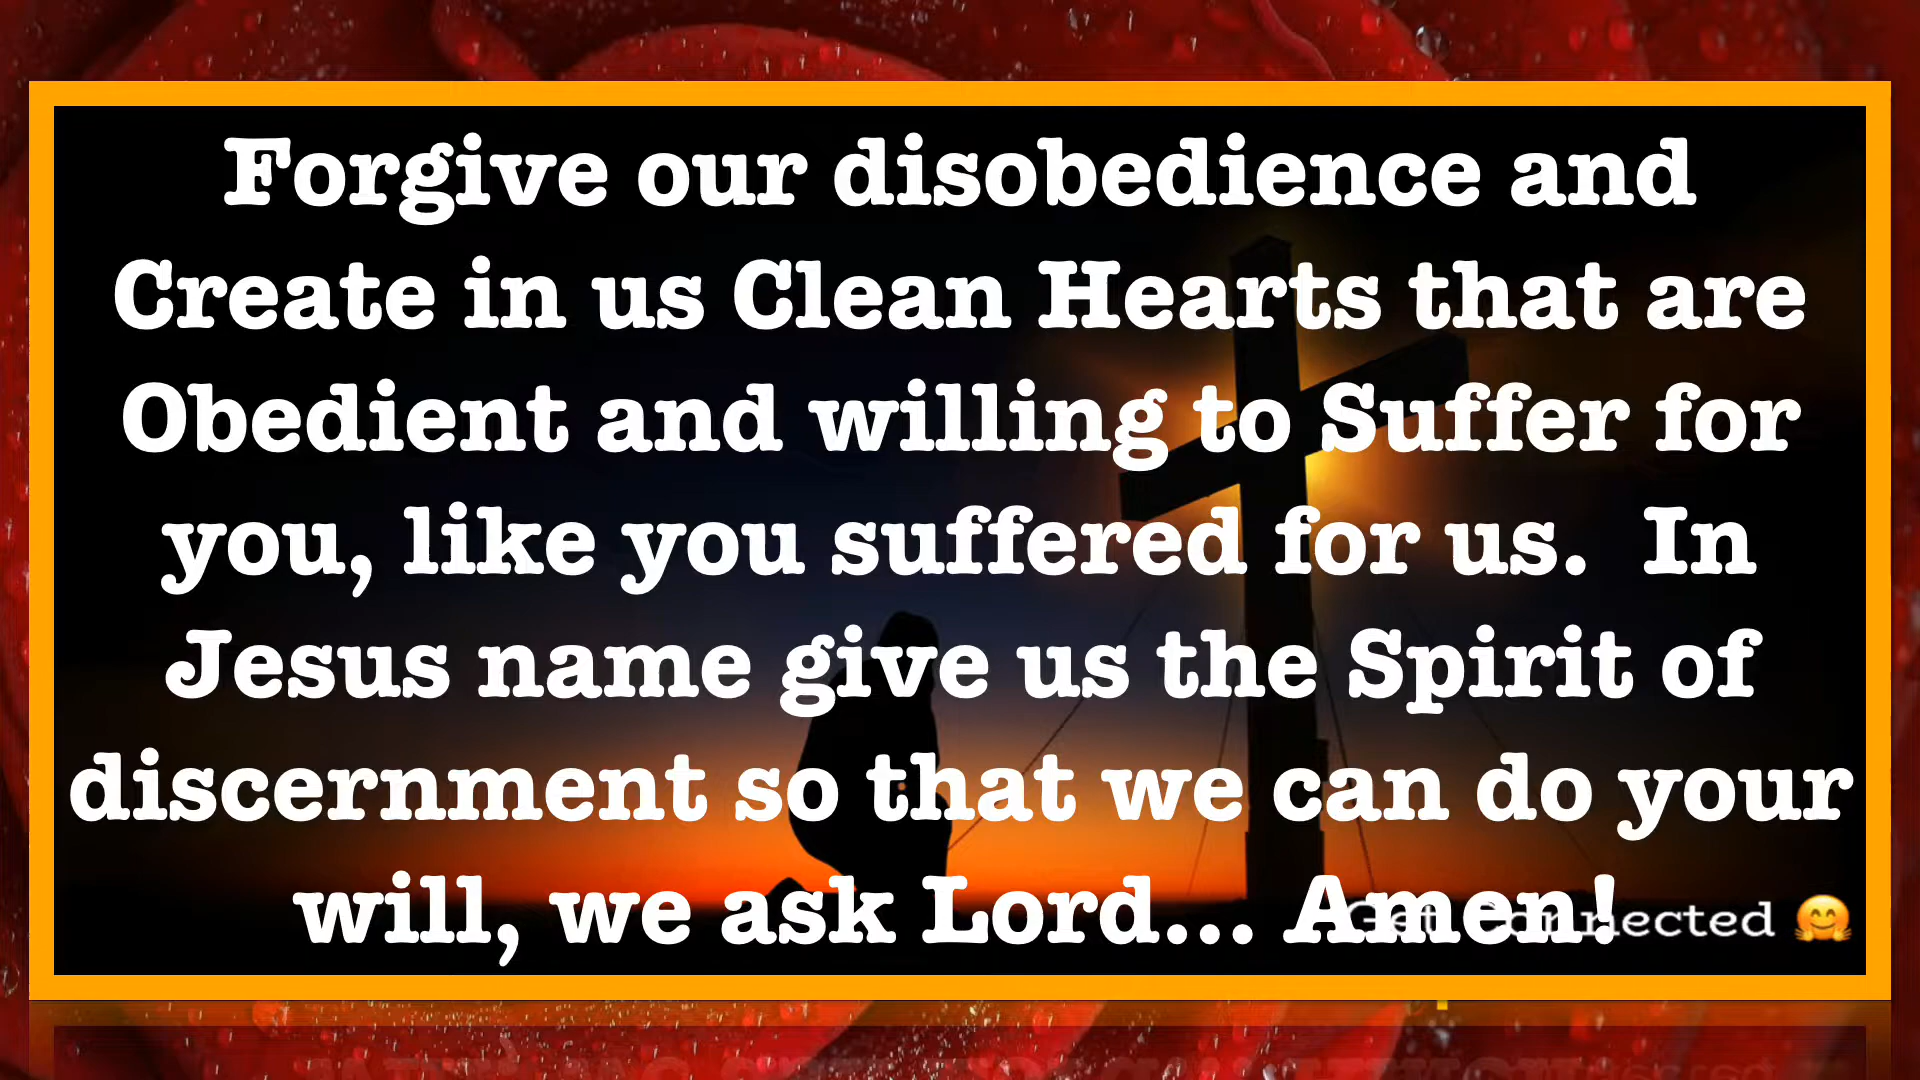 Forgive our disobedience and
Create in us Clean Hearts that are
Obedient and willing to Suffer for
you, like you suffered for us.  In
Jesus name give us the Spirit of
discernment so that we can do your
will, we ask Lord... Amen!
Get Connected 🤗